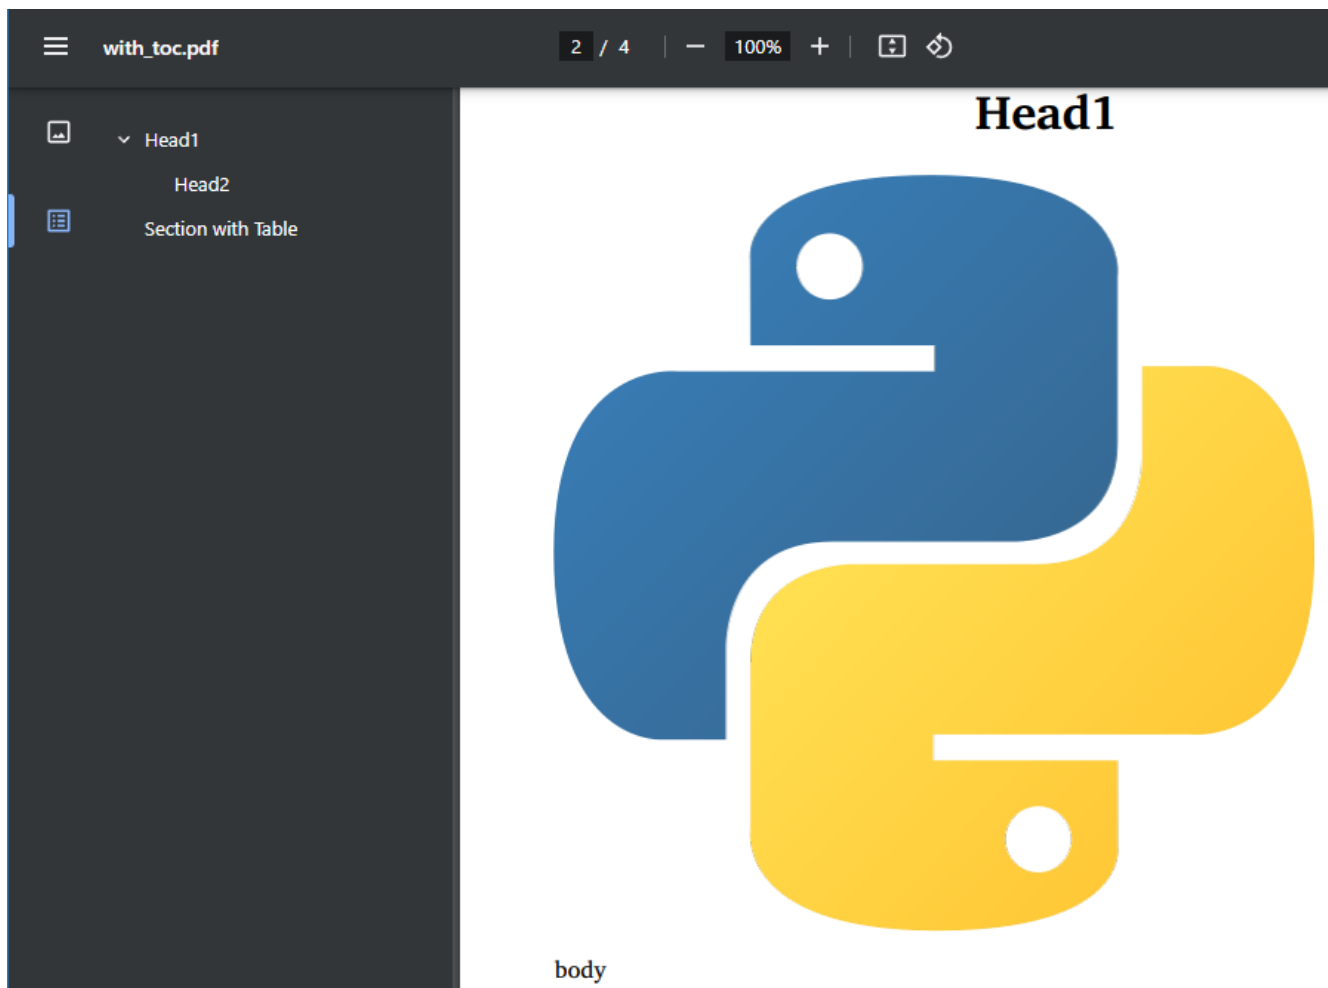 with_toc.pdf
2 / 4
100%
Head1
Head2
Section with Table
Head1
body